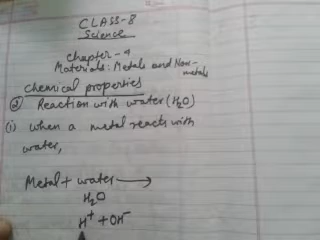 CLASS-8
Science
Chapter-4
Materials: Metals and Non-
metals
Chemical properties
② Reaction with water (H₂O)
(i) When a metal reacts with
water,
Metal + water ⟶
H₂O
H⁺ + OH⁻